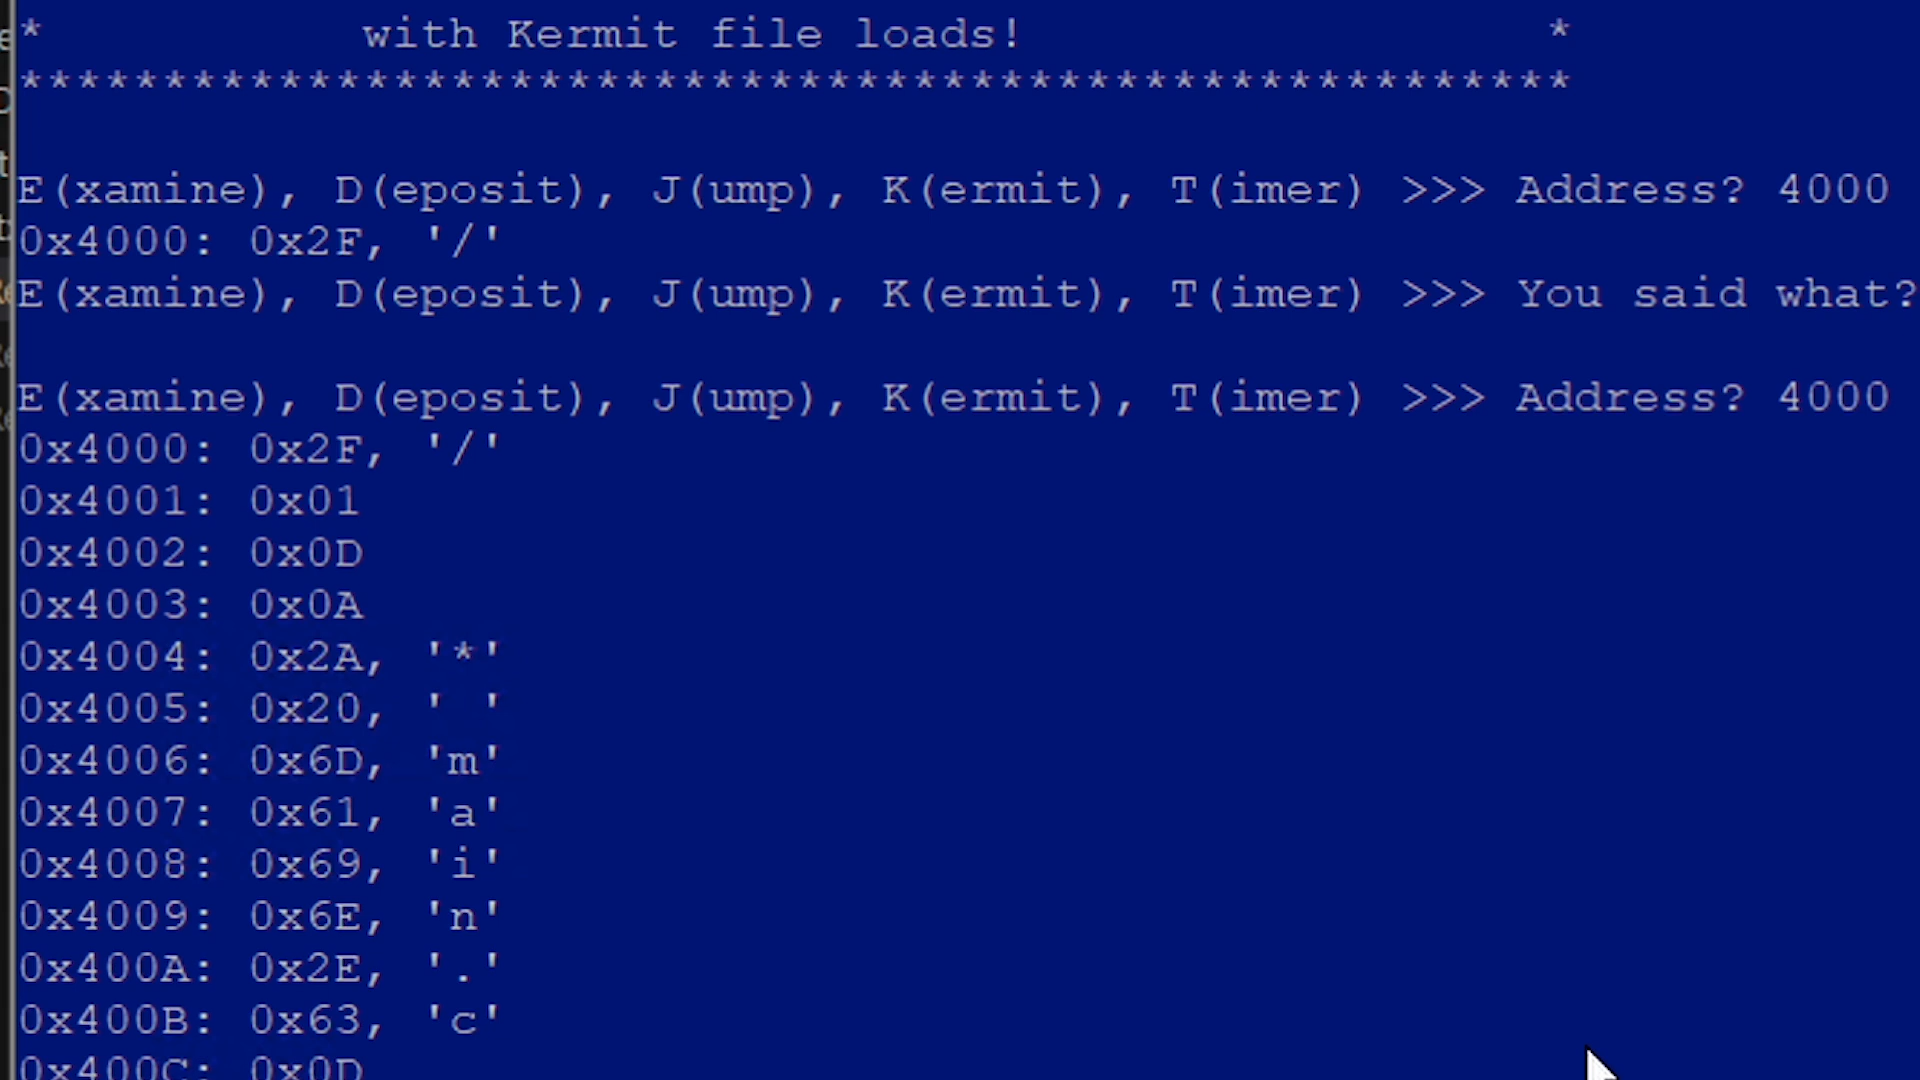 * with Kermit file loads! *
******************************************************
E(xamine), D(eposit), J(ump), K(ermit), T(imer) >>> Address? 4000
0x4000: 0x2F, '/'
E(xamine), D(eposit), J(ump), K(ermit), T(imer) >>> You said what?
E(xamine), D(eposit), J(ump), K(ermit), T(imer) >>> Address? 4000
0x4000: 0x2F, '/'
0x4001: 0x01
0x4002: 0x0D
0x4003: 0x0A
0x4004: 0x2A, '*'
0x4005: 0x20, ' '
0x4006: 0x6D, 'm'
0x4007: 0x61, 'a'
0x4008: 0x69, 'i'
0x4009: 0x6E, 'n'
0x400A: 0x2E, '.'
0x400B: 0x63, 'c'
0x400C: 0x0D